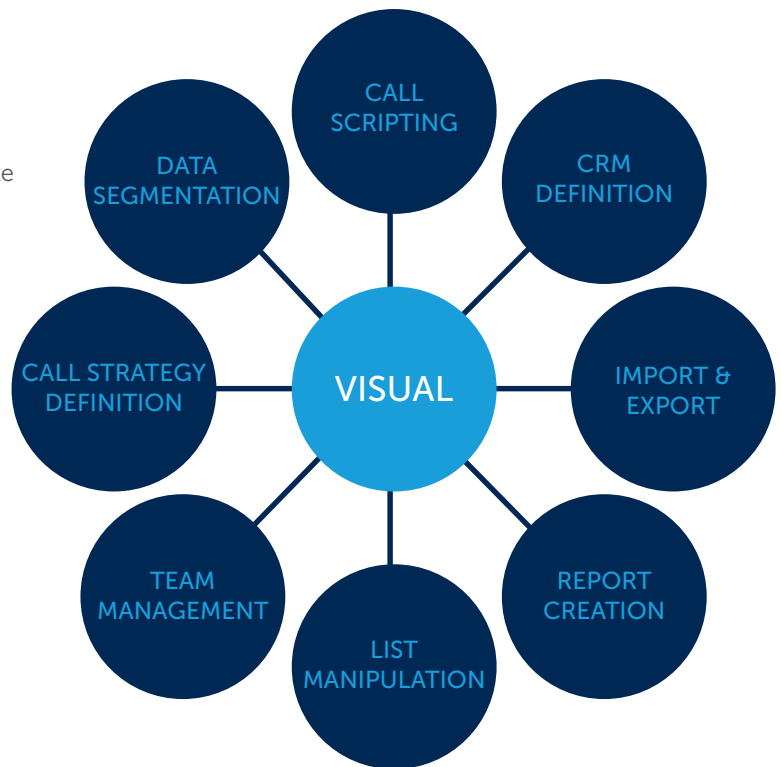 CALL
SCRIPTING
CRM
DEFINITION
DATA
SEGMENTATION
CALL STRATEGY
DEFINITION
VISUAL
IMPORT &
EXPORT
TEAM
MANAGEMENT
REPORT
CREATION
LIST
MANIPULATION